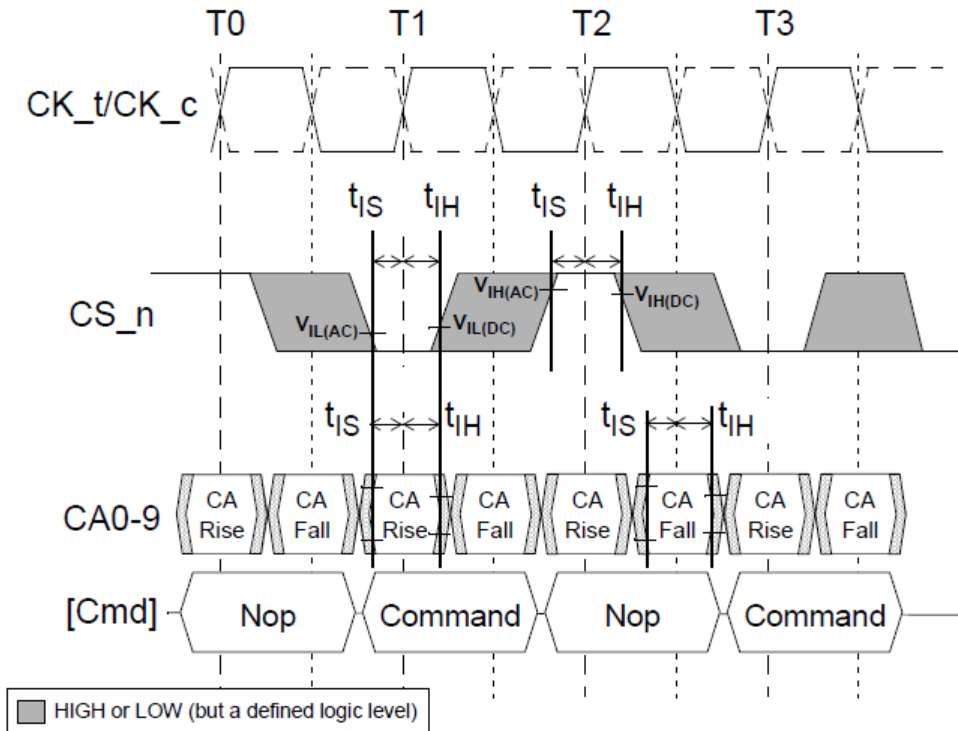 T0 T1 T2 T3
CK_t/CK_c
tIS tIH tIS tIH
CS_n
VIL(AC) VIL(DC) VIH(AC) VIH(DC)
tIS tIH tIS tIH
CA0-9
CA Rise CA Fall CA Rise CA Fall CA Rise CA Fall CA Rise CA Fall
[Cmd] Nop Command Nop Command
HIGH or LOW (but a defined logic level)